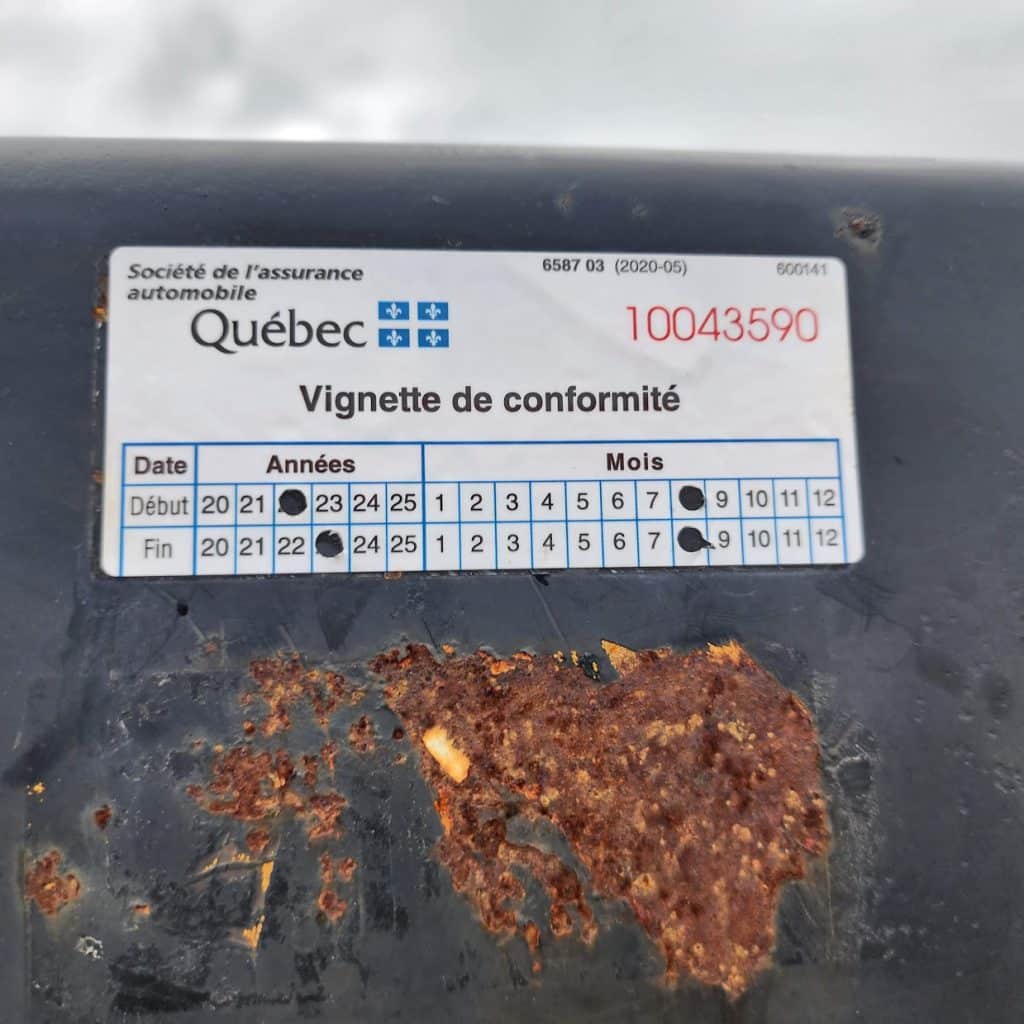 Société de l'assurance
automobile
Québec
6587 03 (2020-05)
600141
10043590
Vignette de conformité
Date Années Mois
Début 20 21 23 24 25 1 2 3 4 5 6 7 9 10 11 12
Fin 20 21 22 24 25 1 2 3 4 5 6 7 9 10 11 12